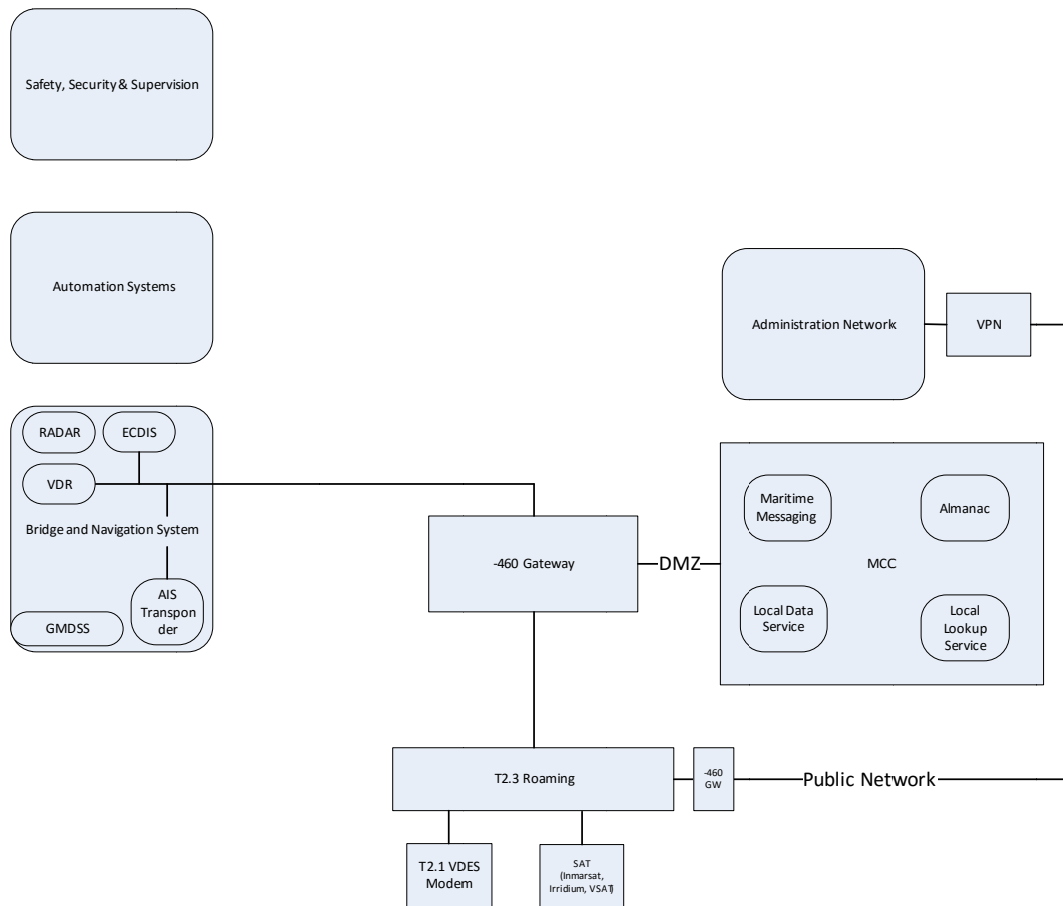 Safety, Security & Supervision
Automation Systems
Administration Network
VPN
RADAR
ECDIS
VDR
Bridge and Navigation System
AIS
Transpon
der
GMDSS
-460 Gateway
DMZ
Maritime
Messaging
Almanac
MCC
Local Data
Service
Local
Lookup
Service
T2.3 Roaming
-460
GW
Public Network
T2.1 VDES
Modem
SAT
(Inmarsat,
Irridium, VSAT)